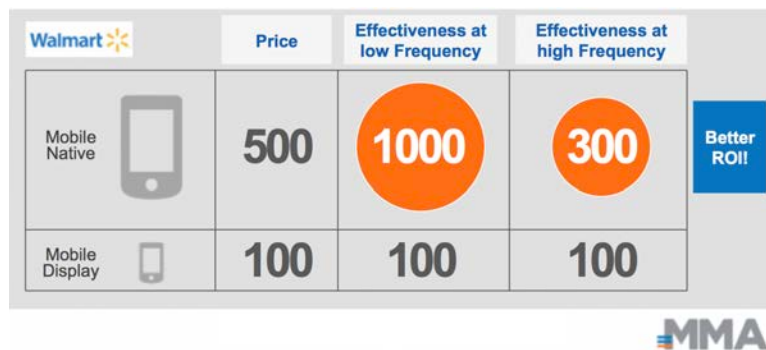 Walmart
Price
Effectiveness at
low Frequency
Effectiveness at
high Frequency
Mobile
Native
500
1000
300
Better
ROI!
Mobile
Display
100
100
100
MMA